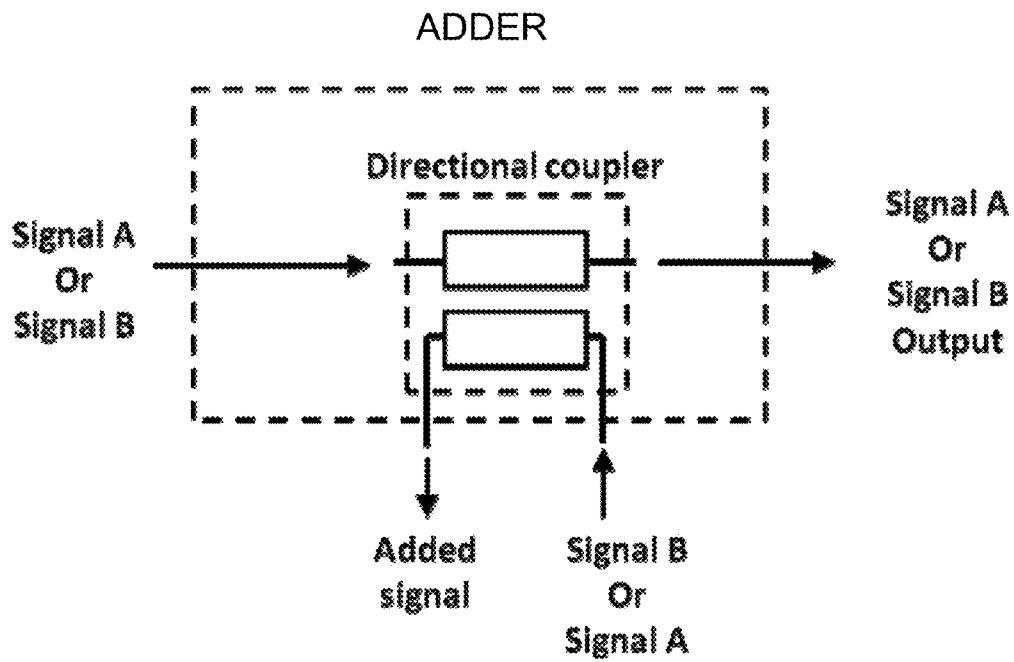 ADDER
Directional coupler
Signal A
Or
Signal B
Signal A
Or
Signal B
Output
Added
signal
Signal B
Or
Signal A